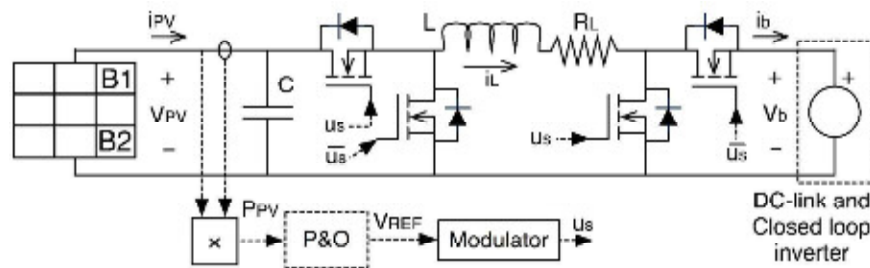 iPV L RL ib
B1 + C iL + +
VPV Vb
B2 − us us us − −
us
PPV VREF us
× P&O Modulator
DC-link and
Closed loop
inverter